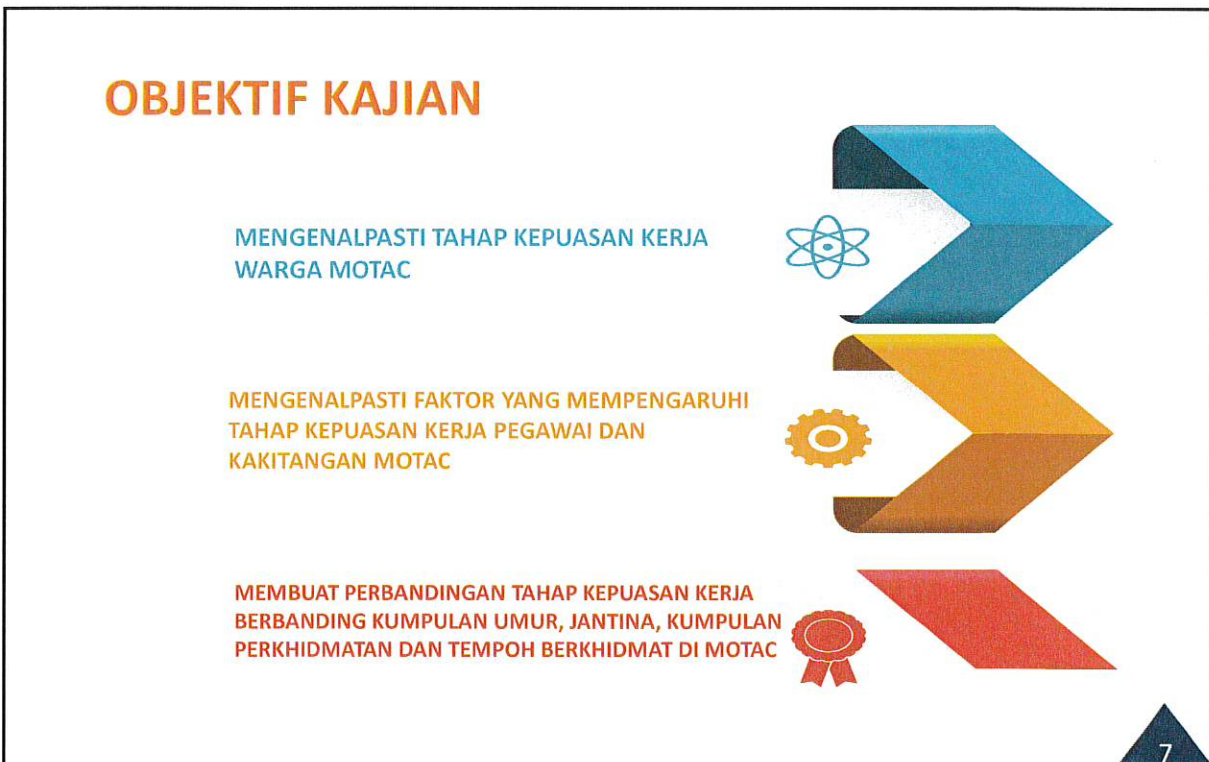 OBJEKTIF KAJIAN
MENGENALPASTI TAHAP KEPUASAN KERJA
WARGA MOTAC
MENGENALPASTI FAKTOR YANG MEMPENGARUHI
TAHAP KEPUASAN KERJA PEGAWAI DAN
KAKITANGAN MOTAC
MEMBUAT PERBANDINGAN TAHAP KEPUASAN KERJA
BERBANDING KUMPULAN UMUR, JANTINA, KUMPULAN
PERKHIDMATAN DAN TEMPOH BERKHIDMAT DI MOTAC
7